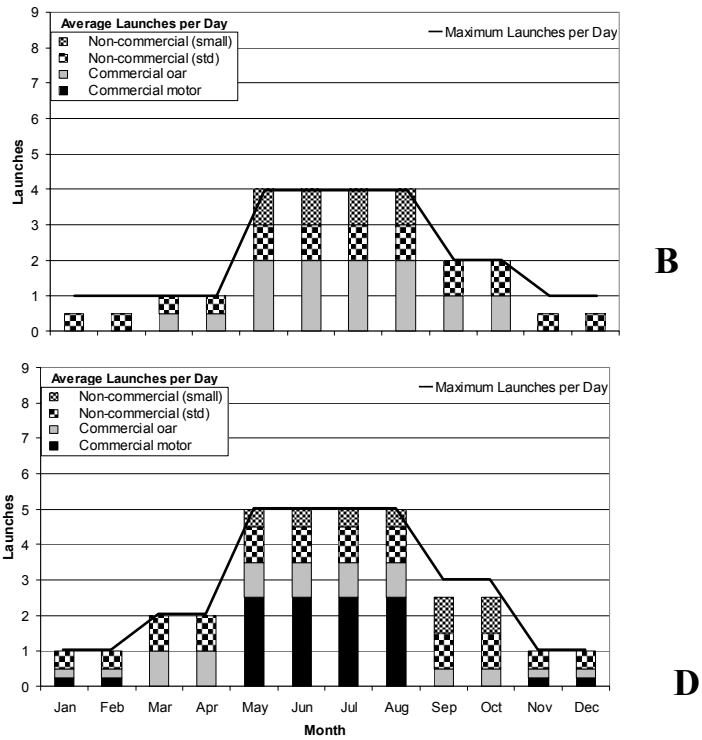 Average Launches per Day
Non-commercial (small)
Non-commercial (std)
Commercial oar
Commercial motor
Maximum Launches per Day
9
8
7
6
5
4
3
2
1
0
Launches
B
Average Launches per Day
Non-commercial (small)
Non-commercial (std)
Commercial oar
Commercial motor
Maximum Launches per Day
9
8
7
6
5
4
3
2
1
0
Launches
Jan Feb Mar Apr May Jun Jul Aug Sep Oct Nov Dec
Month
D